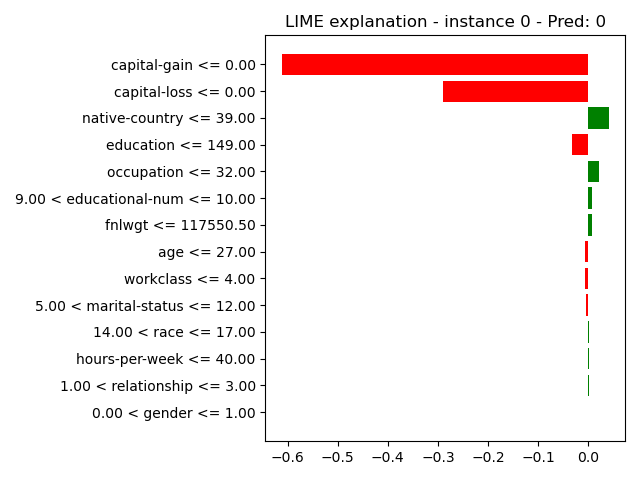 LIME explanation - instance 0 - Pred: 0
capital-gain <= 0.00
capital-loss <= 0.00
native-country <= 39.00
education <= 149.00
occupation <= 32.00
9.00 < educational-num <= 10.00
fnlwgt <= 117550.50
age <= 27.00
workclass <= 4.00
5.00 < marital-status <= 12.00
14.00 < race <= 17.00
hours-per-week <= 40.00
1.00 < relationship <= 3.00
0.00 < gender <= 1.00
−0.6 −0.5 −0.4 −0.3 −0.2 −0.1 0.0